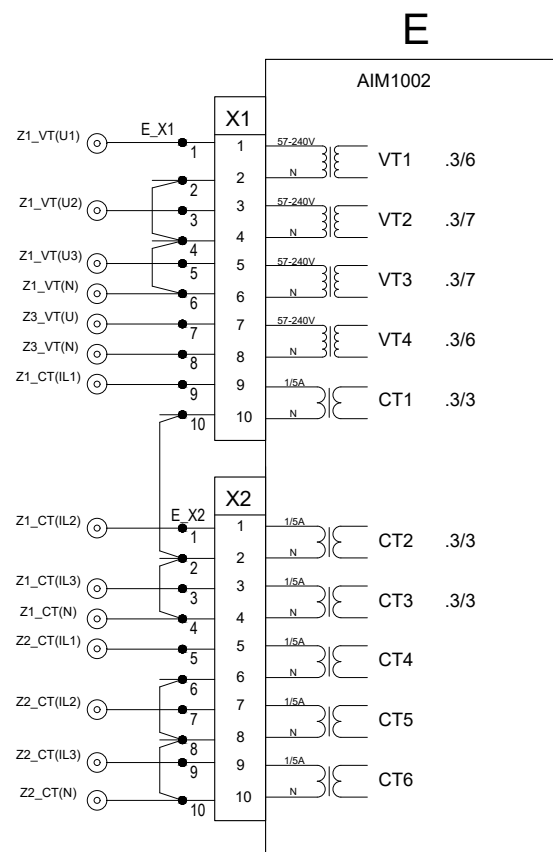 E
AIM1002
X1
E_X1
Z1_VT(U1) 1 1 57-240V VT1 .3/6
2 2 N
Z1_VT(U2) 3 3 57-240V VT2 .3/7
4 4 N
Z1_VT(U3) 5 5 57-240V VT3 .3/7
Z1_VT(N) 6 6 N
Z3_VT(U) 7 7 57-240V VT4 .3/6
Z3_VT(N) 8 8 N
Z1_CT(IL1) 9 9 1/5A CT1 .3/3
10 10 N
X2
E_X2
Z1_CT(IL2) 1 1 1/5A CT2 .3/3
2 2 N
Z1_CT(IL3) 3 3 1/5A CT3 .3/3
Z1_CT(N) 4 4 N
Z2_CT(IL1) 5 5 1/5A CT4
6 6 N
Z2_CT(IL2) 7 7 1/5A CT5
8 8 N
Z2_CT(IL3) 9 9 1/5A CT6
Z2_CT(N) 10 10 N